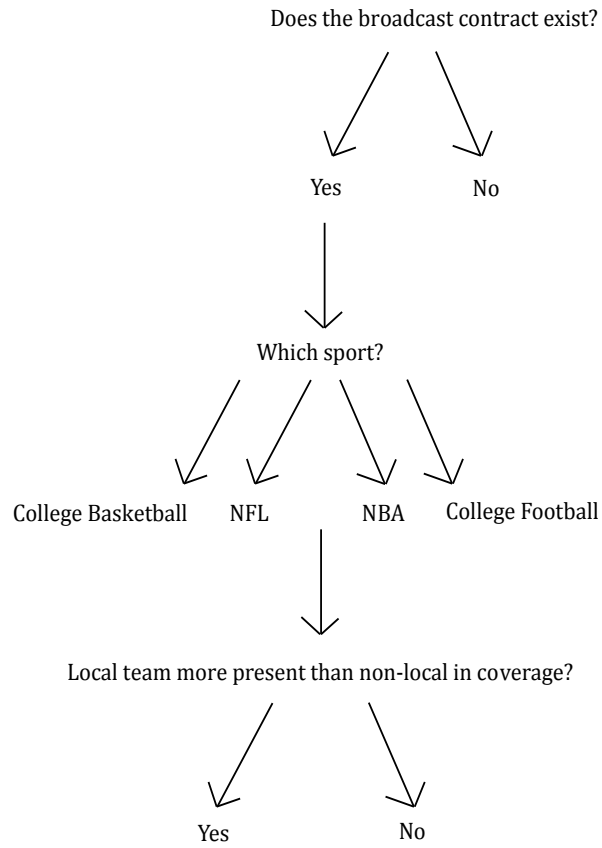 Does the broadcast contract exist?
Yes
No
Which sport?
College Basketball
NFL
NBA
College Football
Local team more present than non-local in coverage?
Yes
No